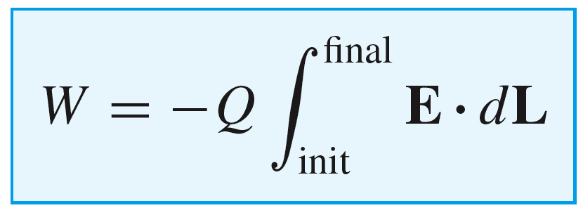 W = −Q ∫_init^final E · dL